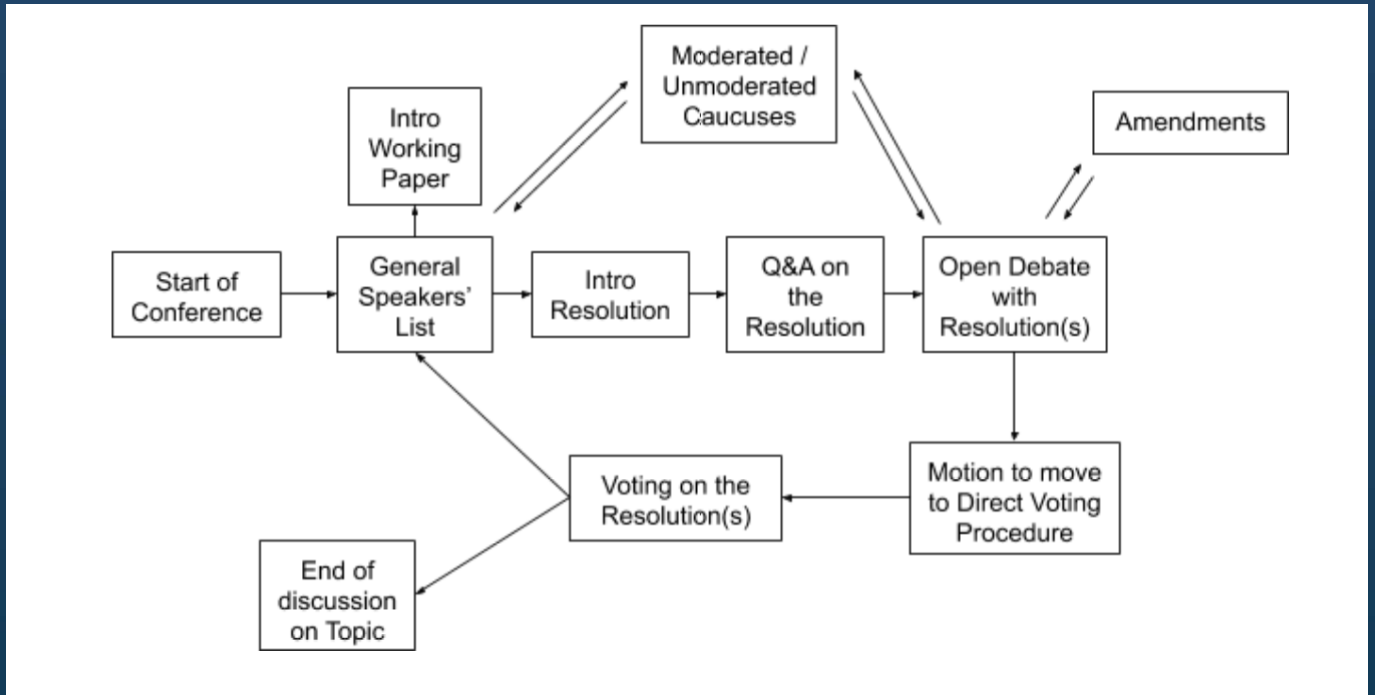 Moderated /
Unmoderated
Caucuses
Intro
Working
Paper
Amendments
Start of
Conference
General
Speakers’
List
Intro
Resolution
Q&A on
the
Resolution
Open Debate
with
Resolution(s)
Motion to move
to Direct Voting
Procedure
Voting on the
Resolution(s)
End of
discussion
on Topic